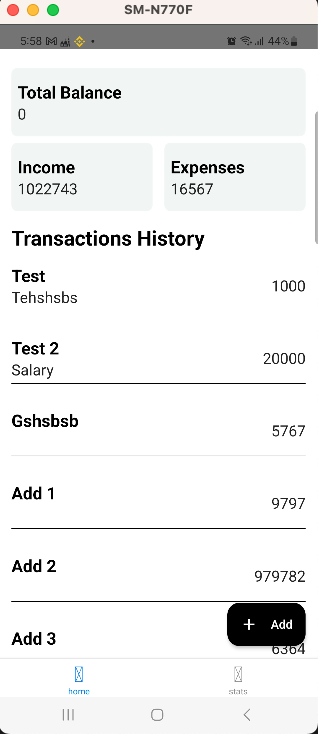 SM-N770F
5:58
44%
Total Balance
0
Income
1022743
Expenses
16567
Transactions History
Test
Tehshsbs
1000
Test 2
Salary
20000
Gshsbsb
5767
Add 1
9797
Add 2
979782
Add 3
6364
+ Add
home
stats